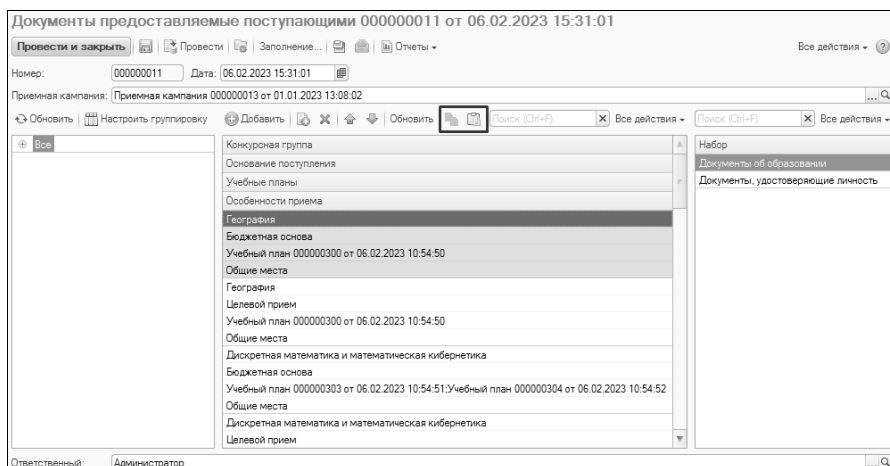 Документы предоставляемые поступающими 000000011 от 06.02.2023 15:31:01
Провести и закрыть Провести Заполнение... Отчеты Все действия
Номер: 000000011 Дата: 06.02.2023 15:31:01
Приемная кампания: Приемная кампания 000000013 от 01.01.2023 13:08:02 ...
Обновить Настроить группировку Добавить Обновить Поиск (Ctrl+F) Все действия Поиск (Ctrl+F) Все действия
Все
Конкурсная группа
Основание поступления
Учебные планы
Особенности приема
География
Бюджетная основа
Учебный план 000000300 от 06.02.2023 10:54:50
Общие места
География
Целевой прием
Учебный план 000000300 от 06.02.2023 10:54:50
Общие места
Дискретная математика и математическая кибернетика
Бюджетная основа
Учебный план 000000303 от 06.02.2023 10:54:51;Учебный план 000000304 от 06.02.2023 10:54:52
Общие места
Дискретная математика и математическая кибернетика
Целевой прием
Набор
Документы об образовании
Документы, удостоверяющие личность
Ответственный: Администратор ...